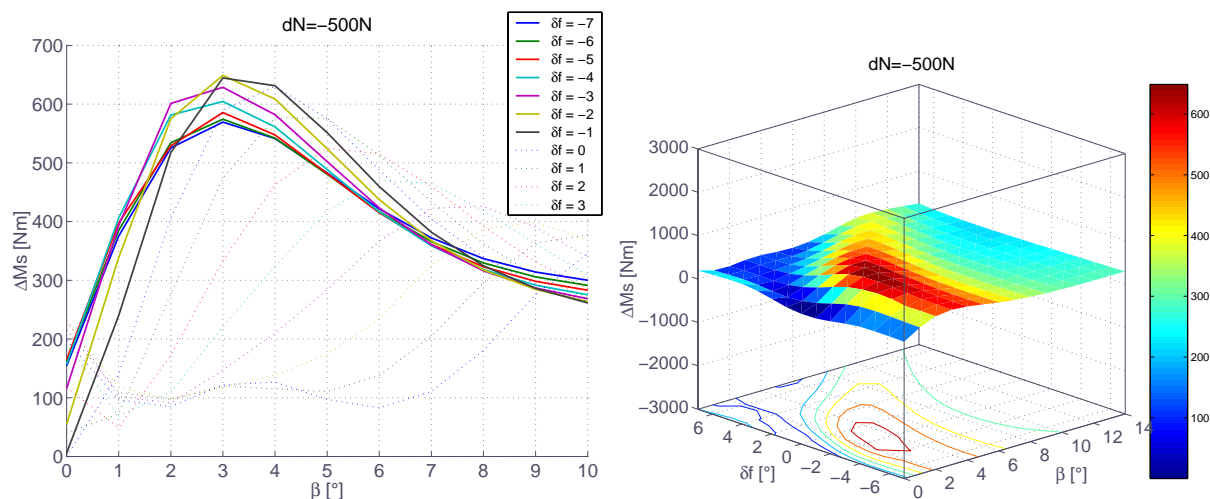 dN=−500N
ΔMs [Nm]
700
600
500
400
300
200
100
0
0 1 2 3 4 5 6 7 8 9 10
β [°]
δf = −7
δf = −6
δf = −5
δf = −4
δf = −3
δf = −2
δf = −1
δf = 0
δf = 1
δf = 2
δf = 3
dN=−500N
ΔMs [Nm]
3000
2000
1000
0
−1000
−2000
−3000
6 4 2 0 −2 −4 −6
δf [°]
0 2 4 6 8 10 12 14
β [°]
600
500
400
300
200
100